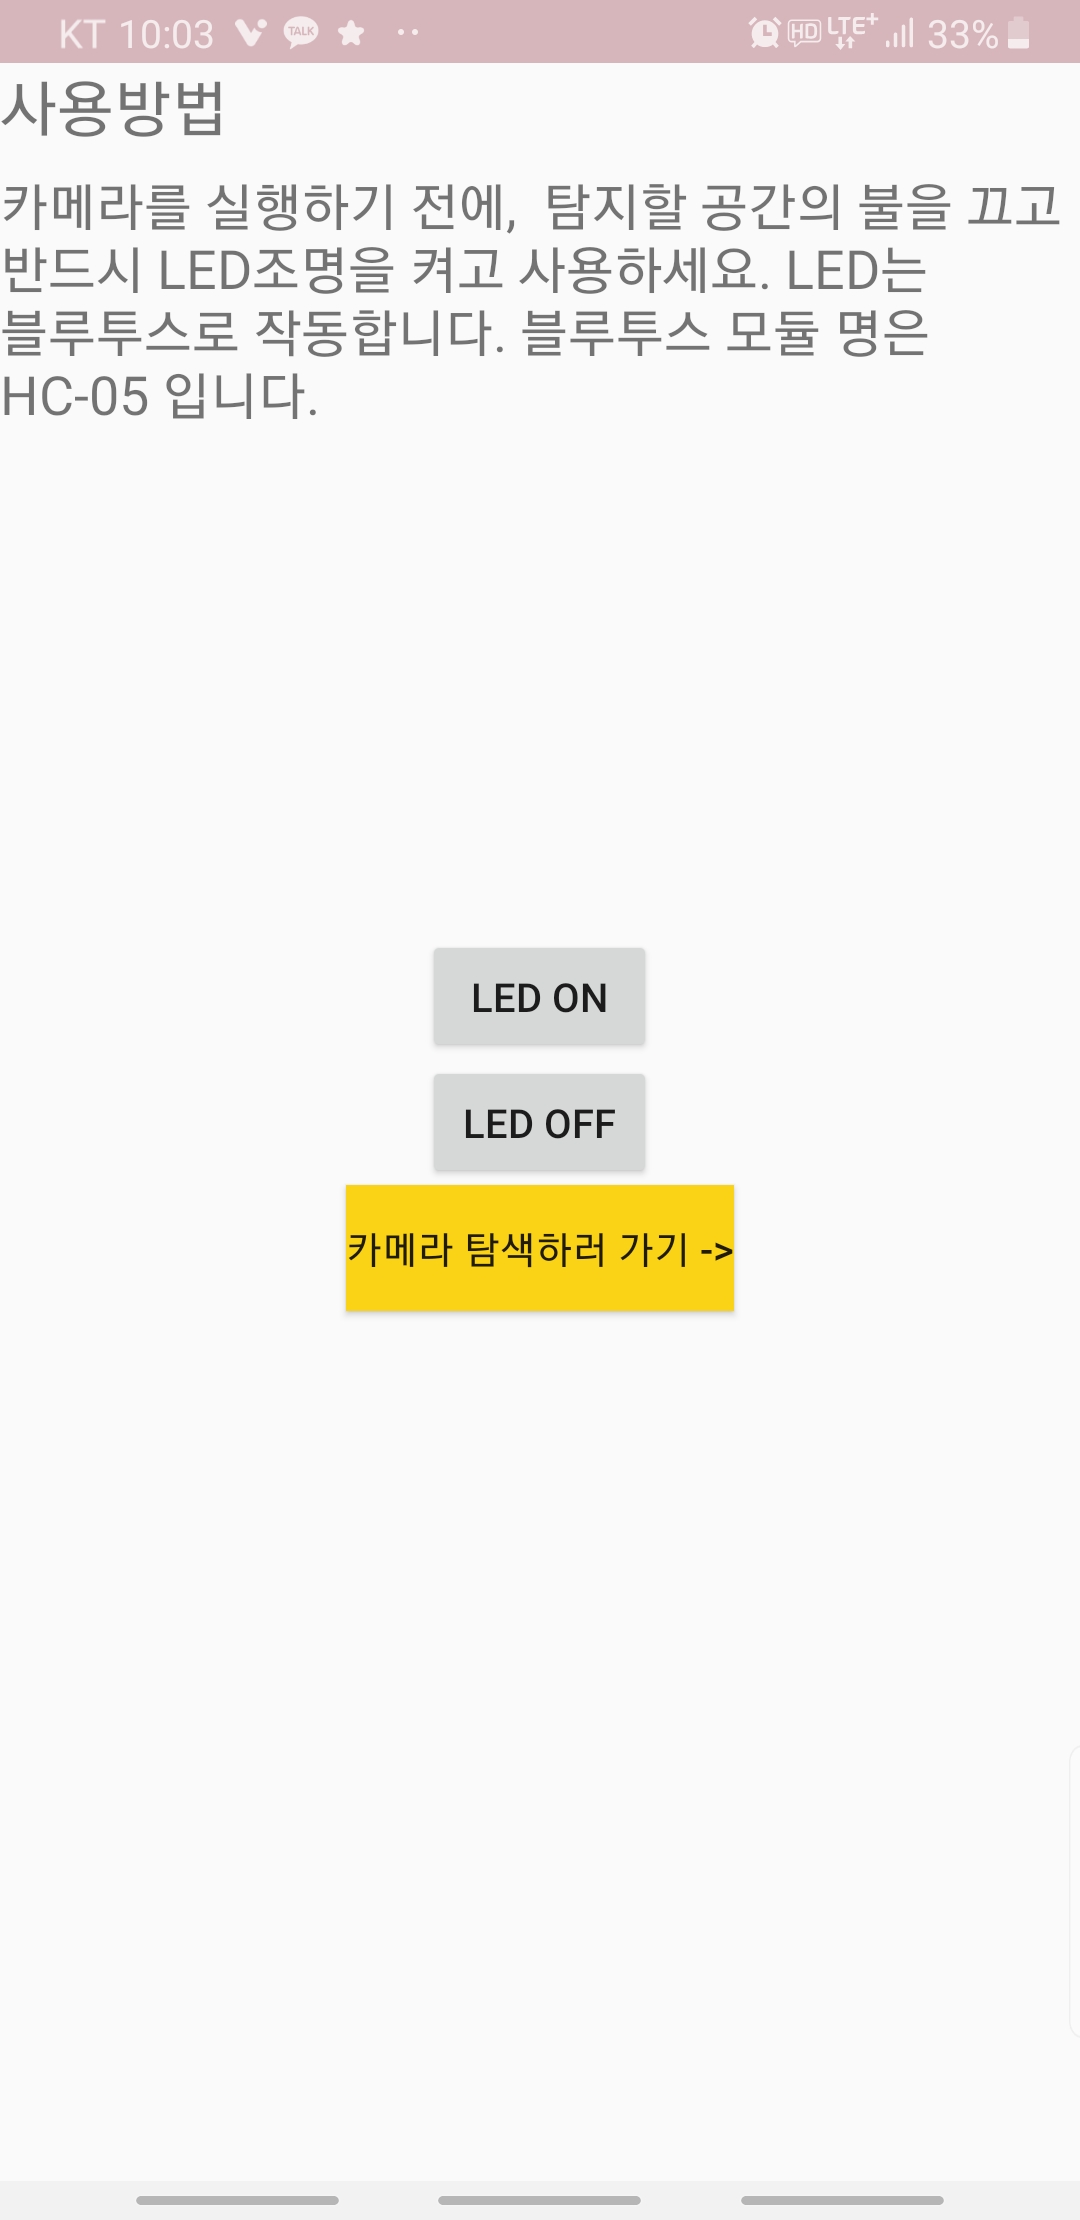 KT 10:03 TALK HD LTE+ 33%
사용방법
카메라를 실행하기 전에, 탐지할 공간의 불을 끄고
반드시 LED조명을 켜고 사용하세요. LED는
블루투스로 작동합니다. 블루투스 모듈 명은
HC-05 입니다.
LED ON
LED OFF
카메라 탐색하러 가기 ->